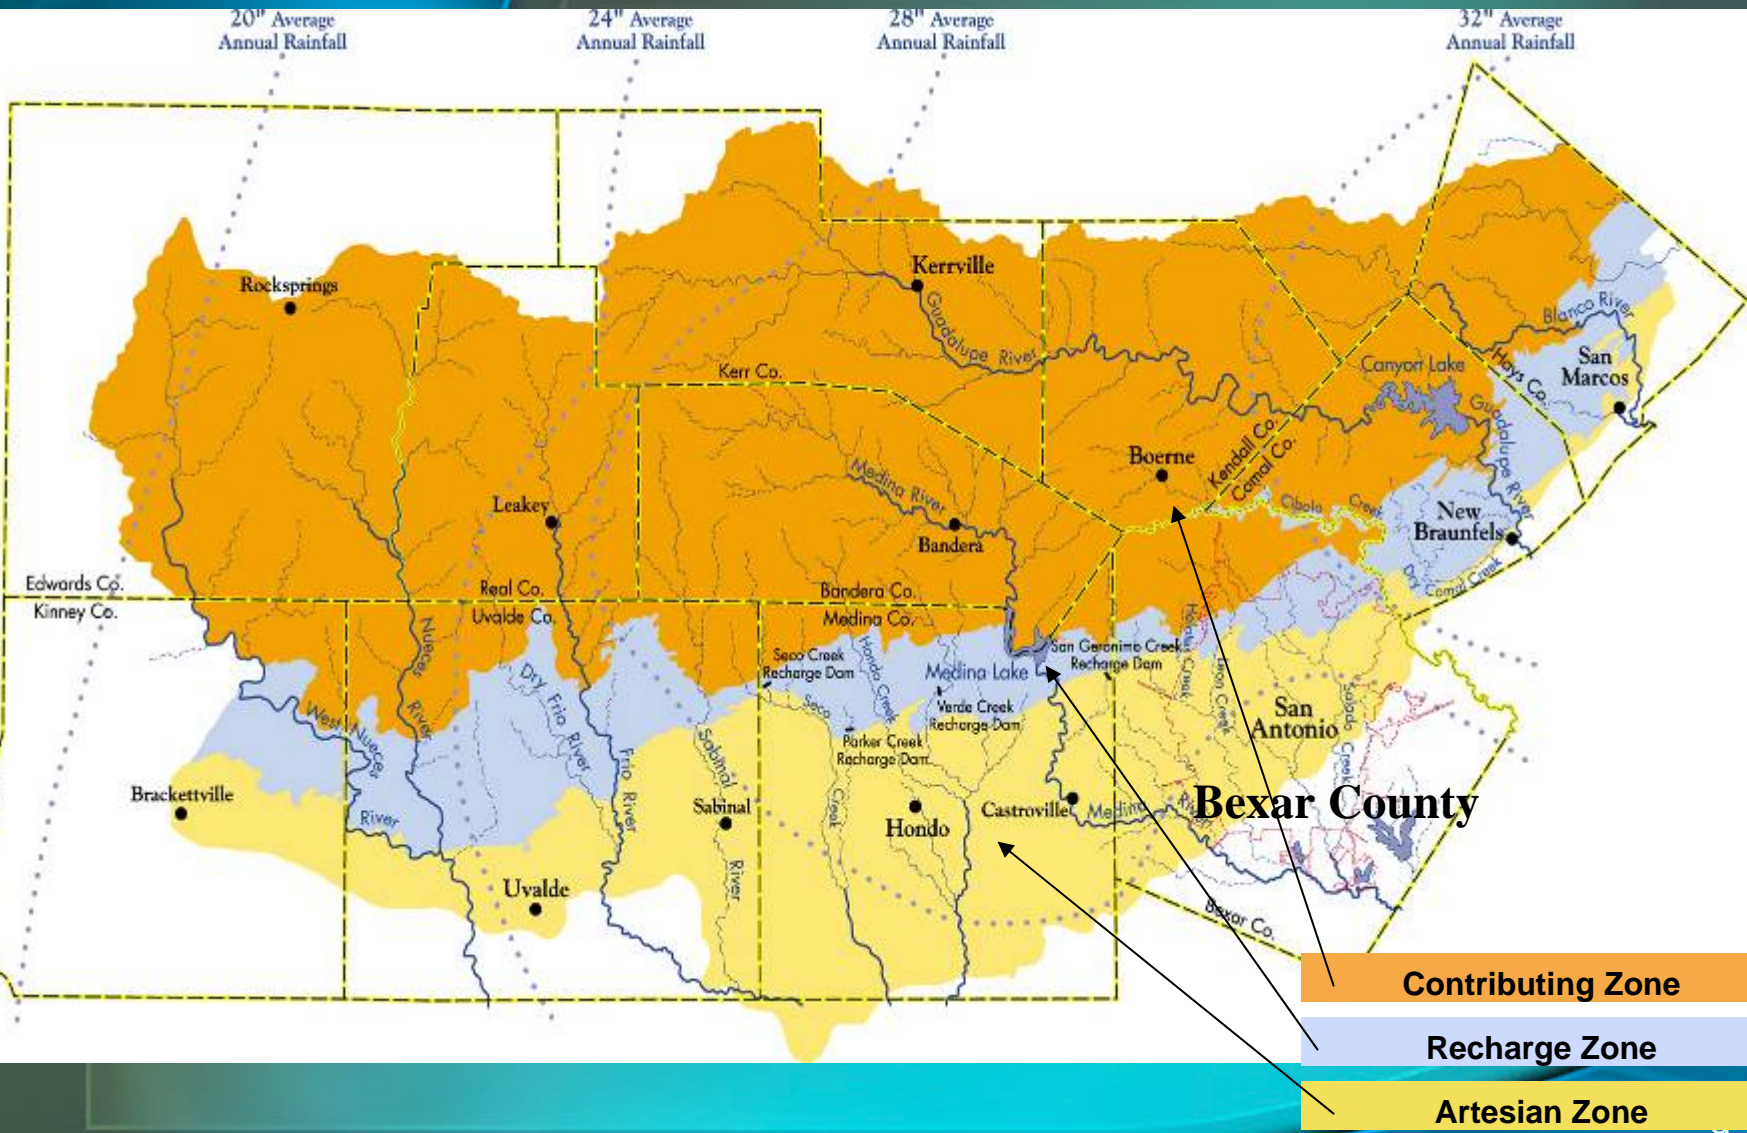 20" Average
Annual Rainfall
24" Average
Annual Rainfall
28" Average
Annual Rainfall
32" Average
Annual Rainfall
Rocksprings
Kerrville
Guadalupe River
Kerr Co.
Blanco River
San
Marcos
Hays Co.
Canyon Lake
Guadalupe River
Boerne
Kendall Co.
Comal Co.
Medina River
Leakey
Bandera
Cibolo Creek
New
Braunfels
Dry Comal Creek
Edwards Co.
Kinney Co.
Real Co.
Uvalde Co.
Bandera Co.
Medina Co.
Nueces River
Dry Frio River
Seco Creek
Recharge Dam
Hondo Creek
Medina Lake
San Geronimo Creek
Recharge Dam
Helotes Creek
Leon Creek
Salado Creek
San
Antonio
West Nueces River
Frio River
Sabinal River
Seco Creek
Verde Creek
Recharge Dam
Parker Creek
Recharge Dam
Brackettville
Sabinal
Hondo
Castroville
Medina River
Bexar County
Uvalde
Bexar Co.
Contributing Zone
Recharge Zone
Artesian Zone